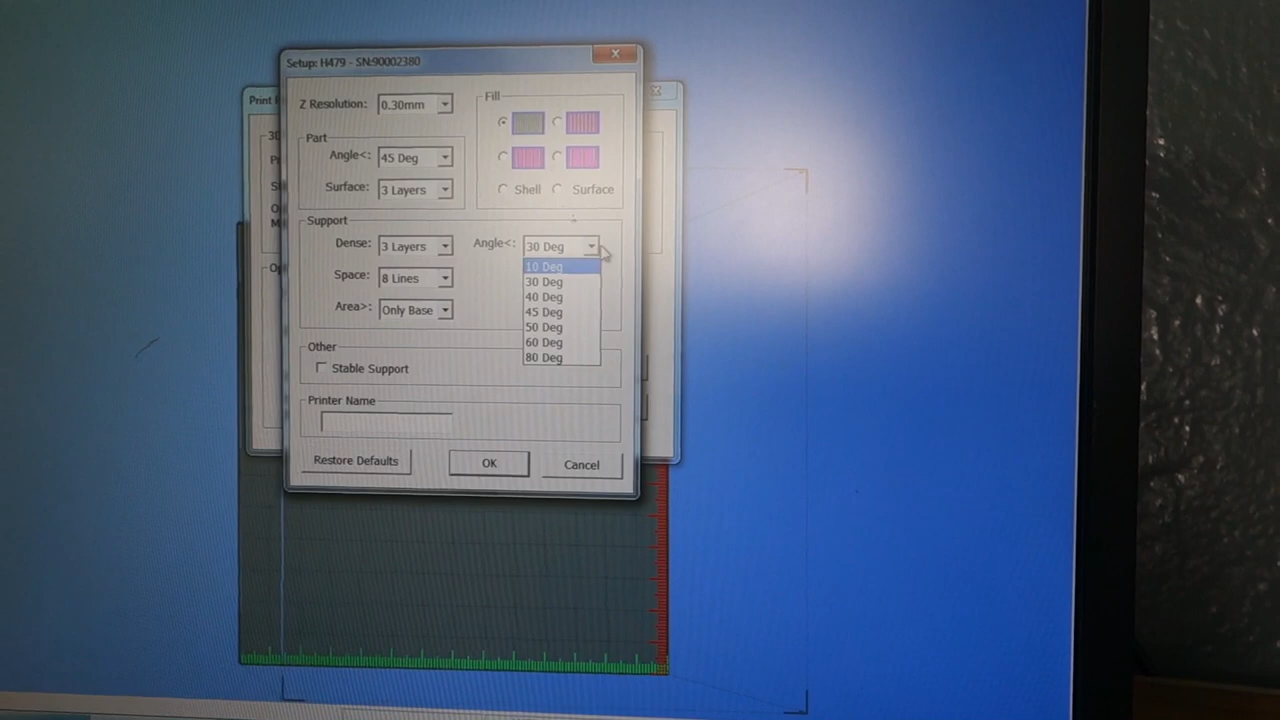 Setup: H479 - SN:90002380
Print
Z Resolution: 0.30mm
Fill
Part
Angle<: 45 Deg
Surface: 3 Layers
Shell
Surface
Support
Dense: 3 Layers
Angle<: 30 Deg
10 Deg
30 Deg
40 Deg
45 Deg
50 Deg
60 Deg
80 Deg
Space: 8 Lines
Area>: Only Base
Other
Stable Support
Printer Name
Restore Defaults
OK
Cancel